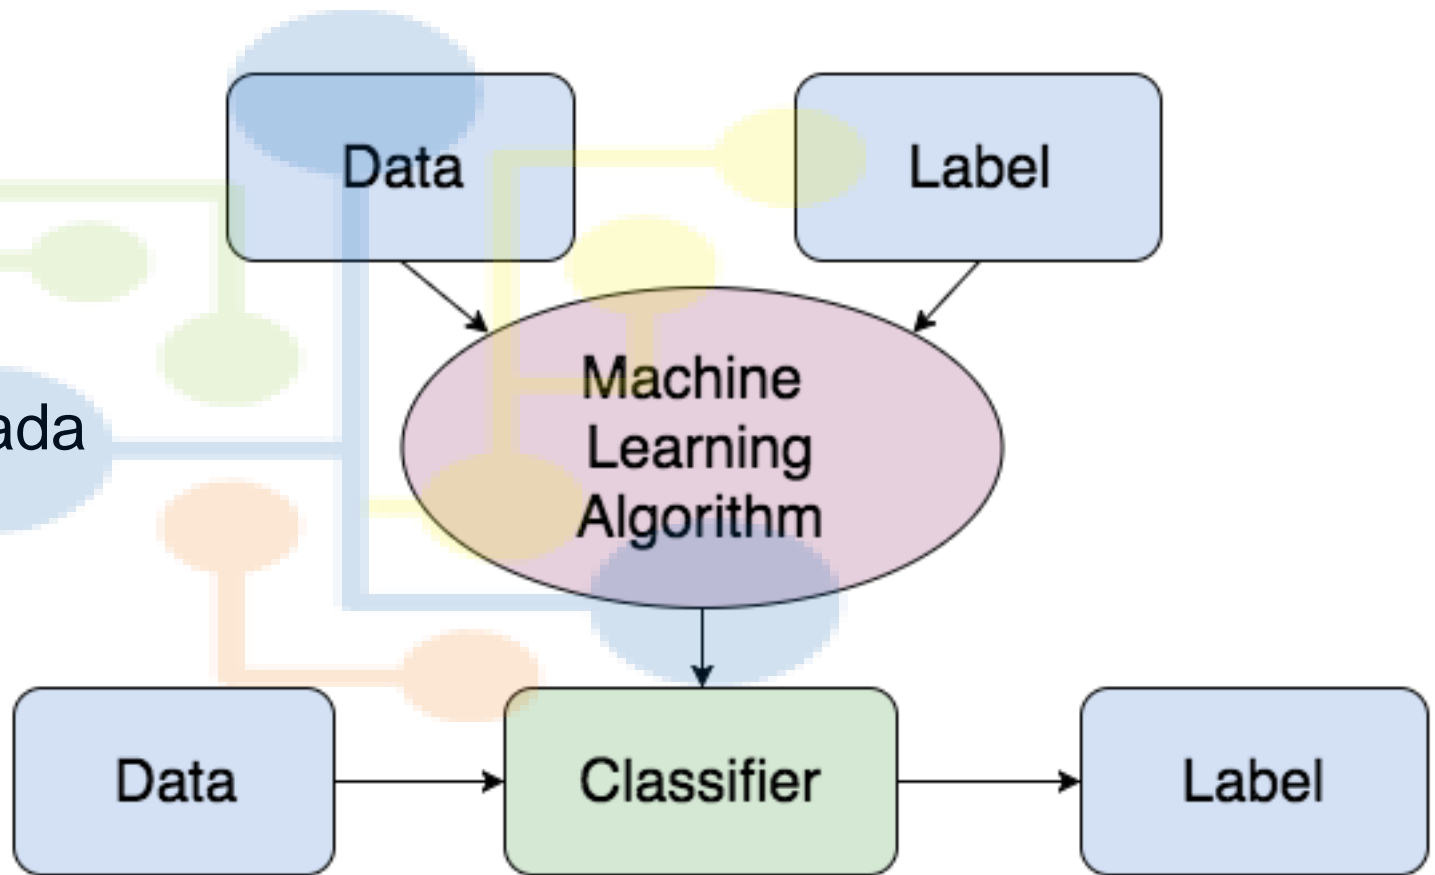 Data
Label
Machine
Learning
Algorithm
ada
Data
Classifier
Label